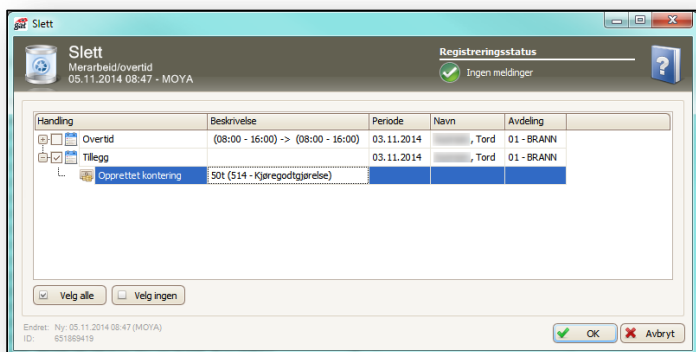 gat Slett
Slett
Merarbeid/overtid
05.11.2014 08:47 - MOYA
Registreringsstatus
Ingen meldinger
?
Handling Beskrivelse Periode Navn Avdeling
Overtid (08:00 - 16:00) -> (08:00 - 16:00) 03.11.2014 , Tord 01 - BRANN
Tillegg 03.11.2014 , Tord 01 - BRANN
Opprettet kontering 50t (514 - Kjøregodtgjørelse)
Velg alle Velg ingen
Endret: Ny: 05.11.2014 08:47 (MOYA)
ID: 651869419
OK Avbryt